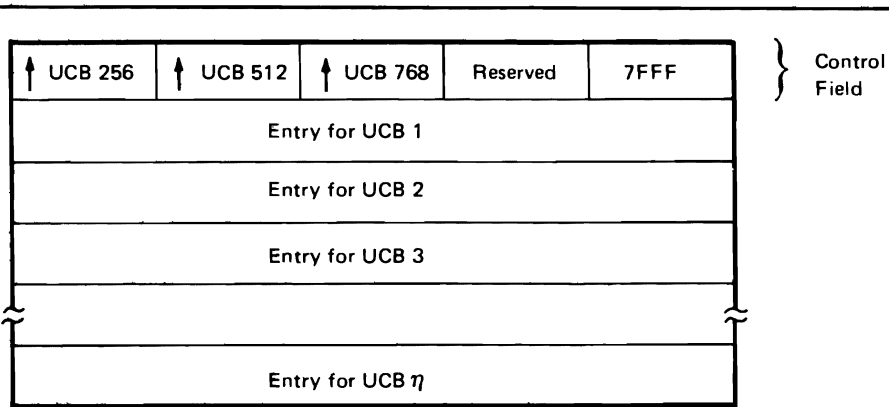 ↑ UCB 256 ↑ UCB 512 ↑ UCB 768 Reserved 7FFF Control
Field
Entry for UCB 1
Entry for UCB 2
Entry for UCB 3
Entry for UCB η